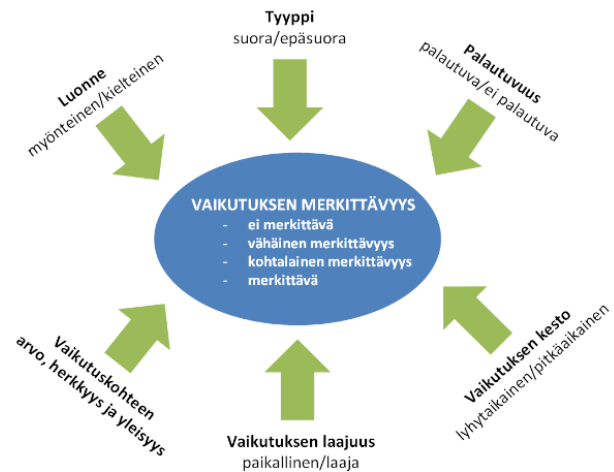 Tyyppi
suora/epäsuora
Luonne
myönteinen/kielteinen
Palautuvuus
palautuva/ei palautuva
VAIKUTUKSEN MERKITTÄVYYS
- ei merkittävä
- vähäinen merkittävyys
- kohtalainen merkittävyys
- merkittävä
Vaikutuskohteen
arvo, herkkyys ja yleisyys
Vaikutuksen laajuus
paikallinen/laaja
Vaikutuksen kesto
lyhytaikainen/pitkäaikainen